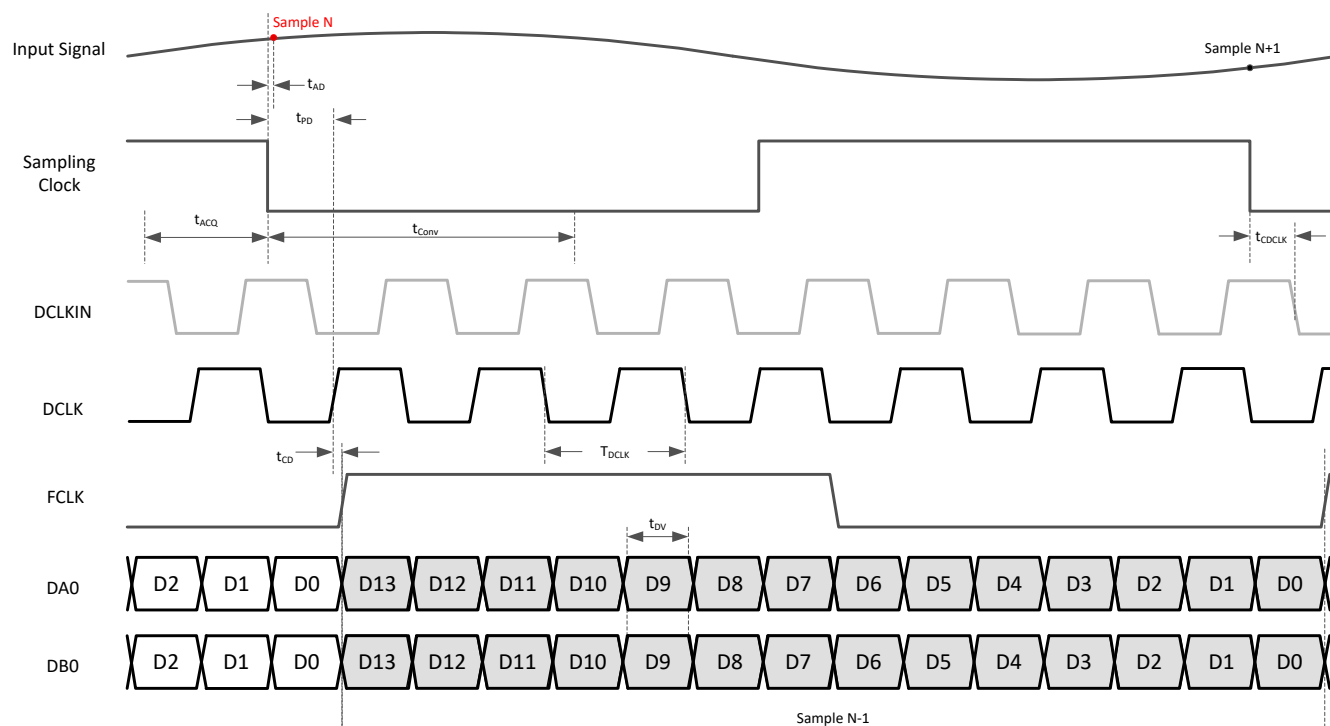 Sample N
Input Signal
Sample N+1
tAD
tPD
Sampling
Clock
tACQ
tConv
tCDCLK
DCLKIN
DCLK
tCD
TDCLK
FCLK
tDV
DA0
D2 D1 D0 D13 D12 D11 D10 D9 D8 D7 D6 D5 D4 D3 D2 D1 D0
DB0
D2 D1 D0 D13 D12 D11 D10 D9 D8 D7 D6 D5 D4 D3 D2 D1 D0
Sample N-1